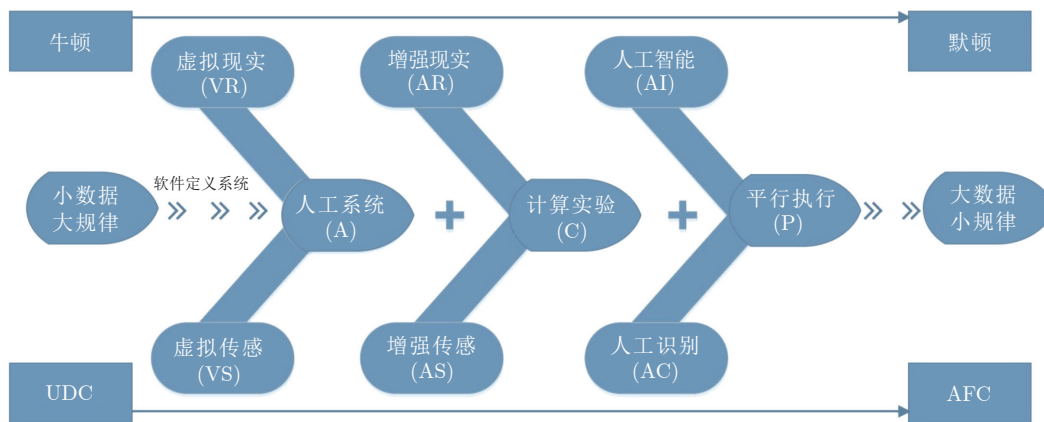 牛顿
默顿
虚拟现实
(VR)
增强现实
(AR)
人工智能
(AI)
小数据
大规律
软件定义系统
人工系统
(A)
计算实验
(C)
平行执行
(P)
大数据
小规律
虚拟传感
(VS)
增强传感
(AS)
人工识别
(AC)
UDC
AFC